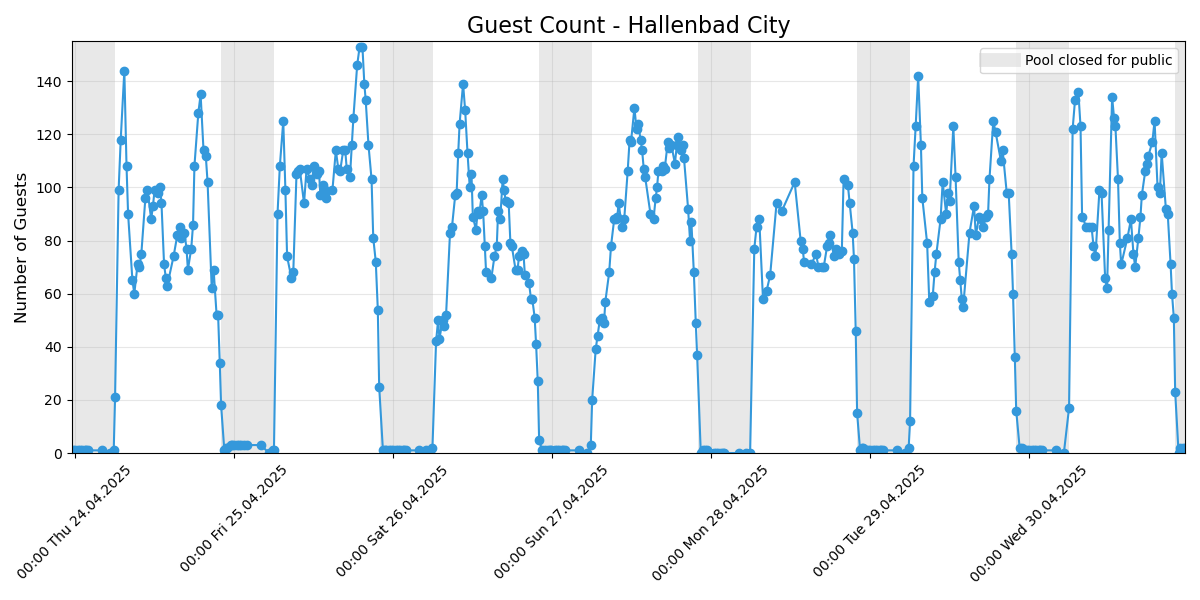 Guest Count - Hallenbad City
Pool closed for public
Number of Guests
140
120
100
80
60
40
20
0
00:00 Thu 24.04.2025
00:00 Fri 25.04.2025
00:00 Sat 26.04.2025
00:00 Sun 27.04.2025
00:00 Mon 28.04.2025
00:00 Tue 29.04.2025
00:00 Wed 30.04.2025